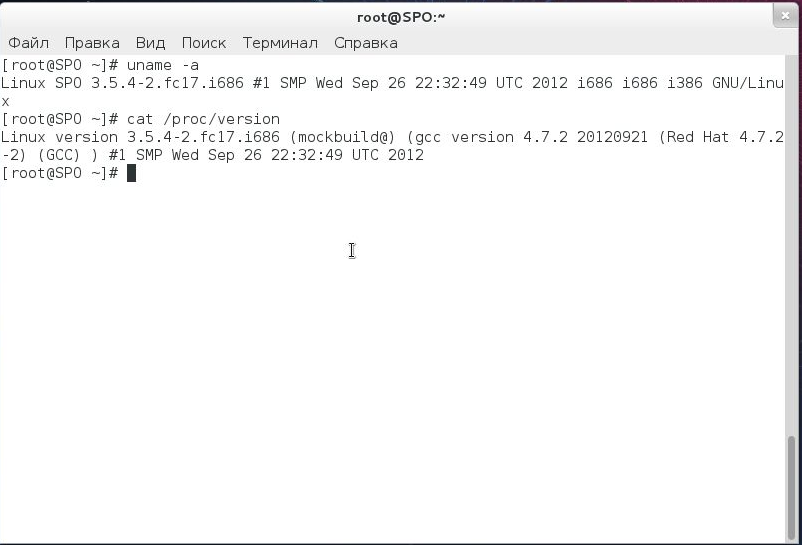 root@SPO:~
Файл Правка Вид Поиск Терминал Справка
[root@SPO ~]# uname -a
Linux SPO 3.5.4-2.fc17.i686 #1 SMP Wed Sep 26 22:32:49 UTC 2012 i686 i686 i386 GNU/Linu
x
[root@SPO ~]# cat /proc/version
Linux version 3.5.4-2.fc17.i686 (mockbuild@) (gcc version 4.7.2 20120921 (Red Hat 4.7.2
-2) (GCC) ) #1 SMP Wed Sep 26 22:32:49 UTC 2012
[root@SPO ~]#